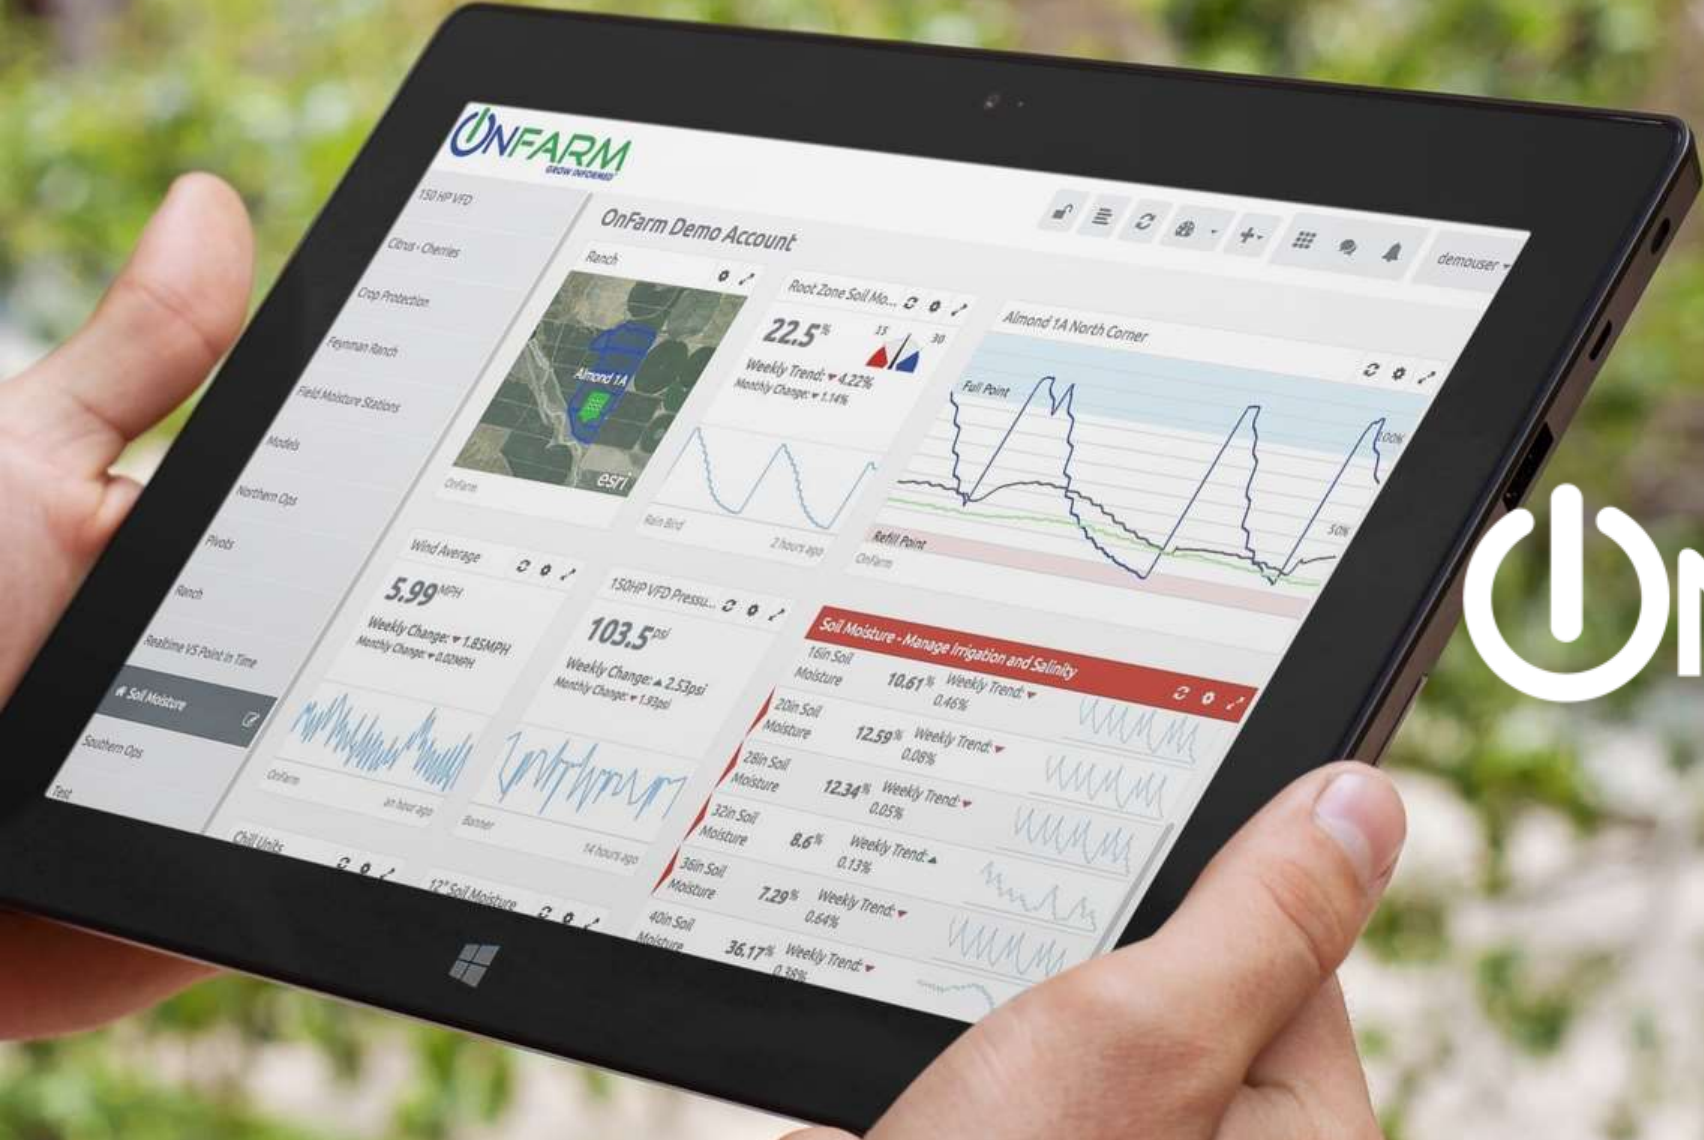 ONFARM
GROW INFORMED
150 HP VFD
Citrus - Cherries
Crop Protection
Feynman Ranch
Field Moisture Stations
Models
Northern Ops
Pivots
Ranch
Realtime VS Point in Time
Soil Moisture
Southern Ops
Test
demouser
OnFarm Demo Account
Ranch
Almond 1A
esri
OnFarm
Root Zone Soil Mo...
22.5%
15 30
Weekly Trend: ▾ 4.22%
Monthly Change: ▾ 1.14%
Rain Bird 2 hours ago
Almond 1A North Corner
Full Point
100%
50%
Refill Point
OnFarm
Wind Average
5.99 MPH
Weekly Change: ▾ 1.85MPH
Monthly Change: ▾ 0.02MPH
OnFarm an hour ago
150HP VFD Pressu...
103.5 psi
Weekly Change: ▴ 2.53psi
Monthly Change: ▾ 1.93psi
Banner 14 hours ago
Soil Moisture - Manage Irrigation and Salinity
16in Soil Moisture 10.61% Weekly Trend: ▾ 0.46%
20in Soil Moisture 12.59% Weekly Trend: ▾ 0.08%
28in Soil Moisture 12.34% Weekly Trend: ▾ 0.05%
32in Soil Moisture 8.6% Weekly Trend: ▴ 0.13%
36in Soil Moisture 7.29% Weekly Trend: ▾ 0.64%
40in Soil Moisture 36.17% Weekly Trend: ▾ 0.38%
Chill Units
12" Soil Moisture
ON